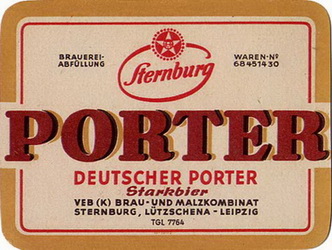 BRAUEREI-
ABFÜLLUNG
Sternburg
WAREN-Nº
68451430
PORTER
DEUTSCHER PORTER
Starkbier
VEB (K) BRAU-UND MALZKOMBINAT
STERNBURG, LÜTZSCHENA-LEIPZIG
TGL 7764